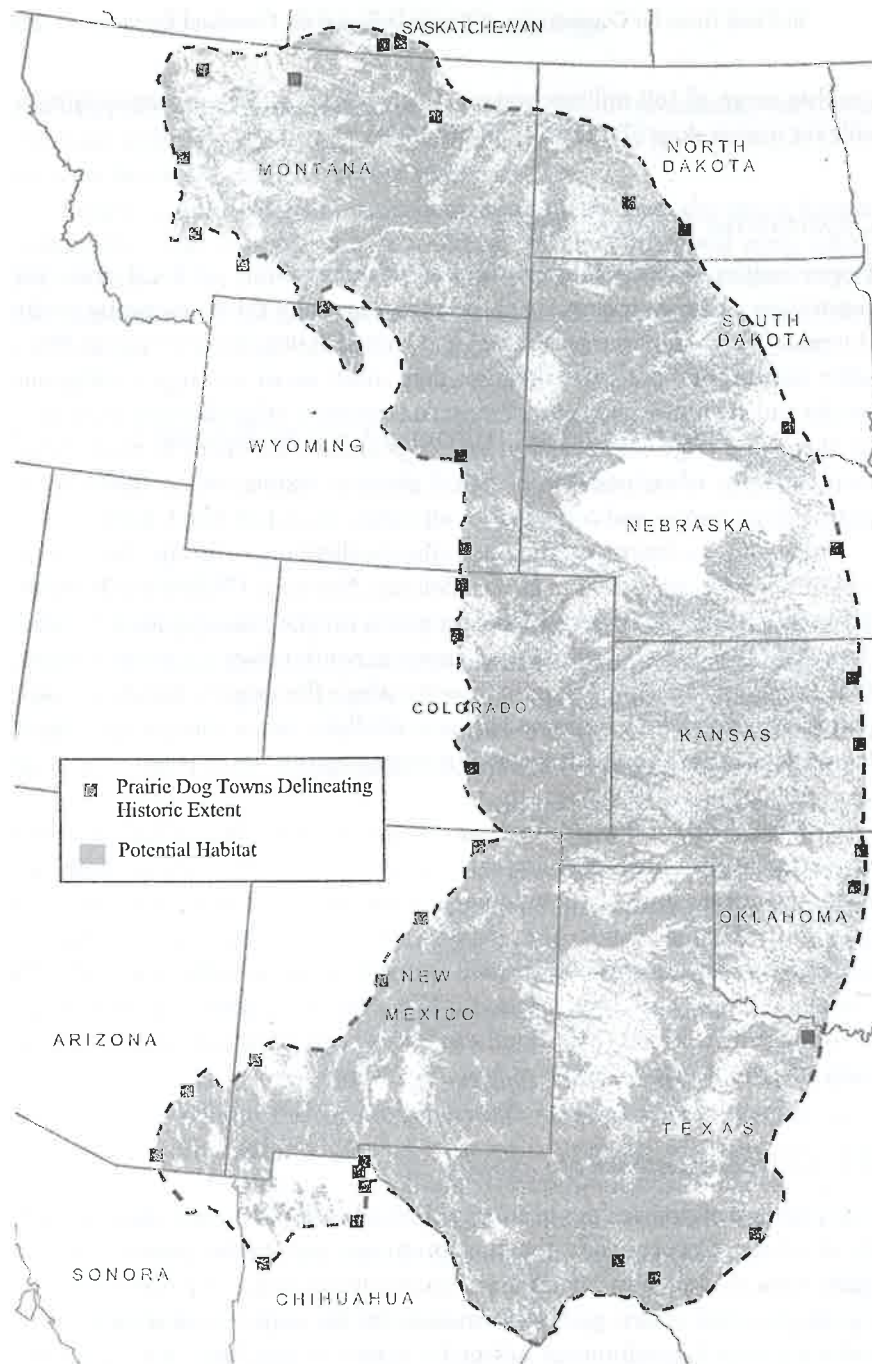 SASKATCHEWAN
MONTANA
NORTH
DAKOTA
SOUTH
DAKOTA
WYOMING
NEBRASKA
COLORADO
KANSAS
Prairie Dog Towns Delineating
Historic Extent
Potential Habitat
OKLAHOMA
NEW
MEXICO
ARIZONA
TEXAS
SONORA
CHIHUAHUA